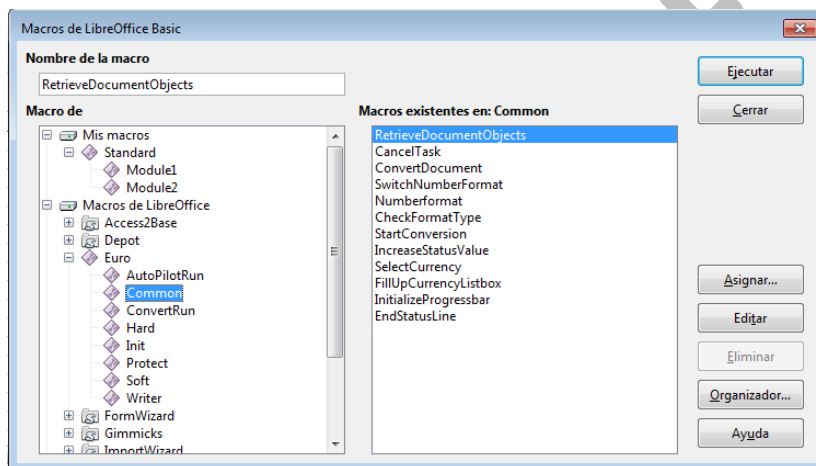 Macros de LibreOffice Basic
Nombre de la macro
RetrieveDocumentObjects
Macro de
Mis macros
Standard
Module1
Module2
Macros de LibreOffice
Access2Base
Depot
Euro
AutoPilotRun
Common
ConvertRun
Hard
Init
Protect
Soft
Writer
FormWizard
Gimmicks
ImportWizard
Macros existentes en: Common
RetrieveDocumentObjects
CancelTask
ConvertDocument
SwitchNumberFormat
Numberformat
CheckFormatType
StartConversion
IncreaseStatusValue
SelectCurrency
FillUpCurrencyListbox
InitializeProgressbar
EndStatusLine
Ejecutar
Cerrar
Asignar...
Editar
Eliminar
Organizador...
Ayuda